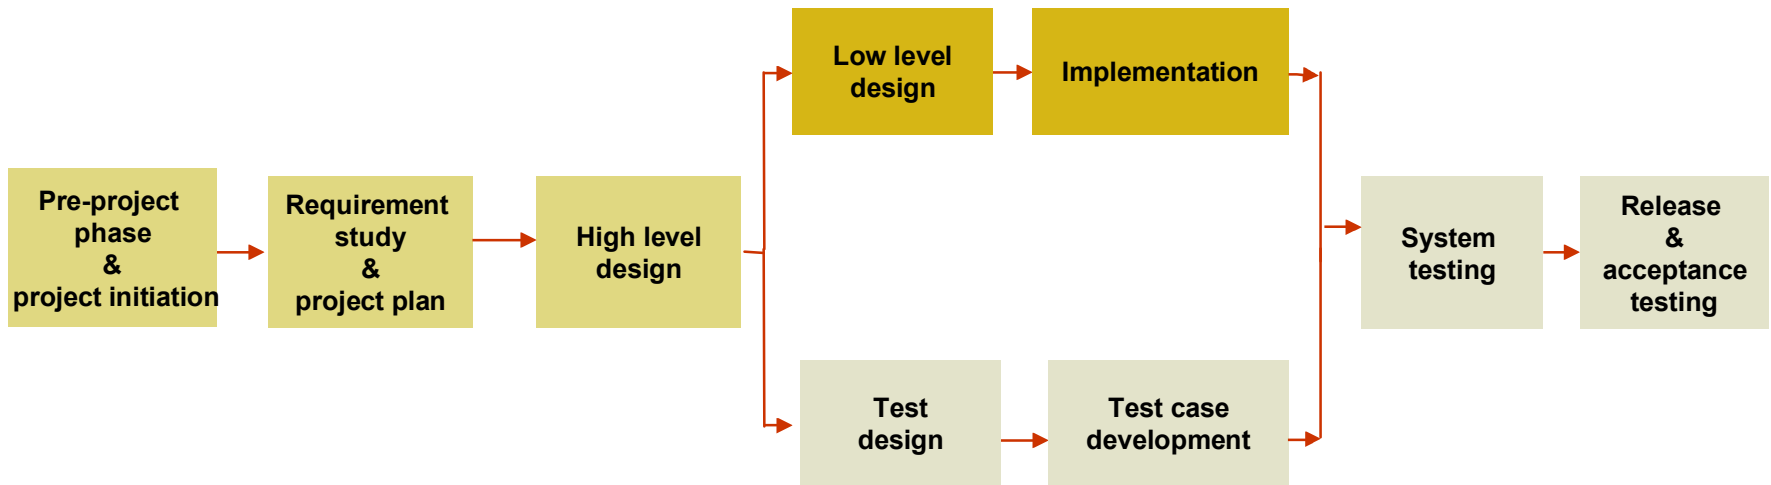 Pre-project
phase
&
project initiation
Requirement
study
&
project plan
High level
design
Low level
design
Implementation
Test
design
Test case
development
System
testing
Release
&
acceptance
testing